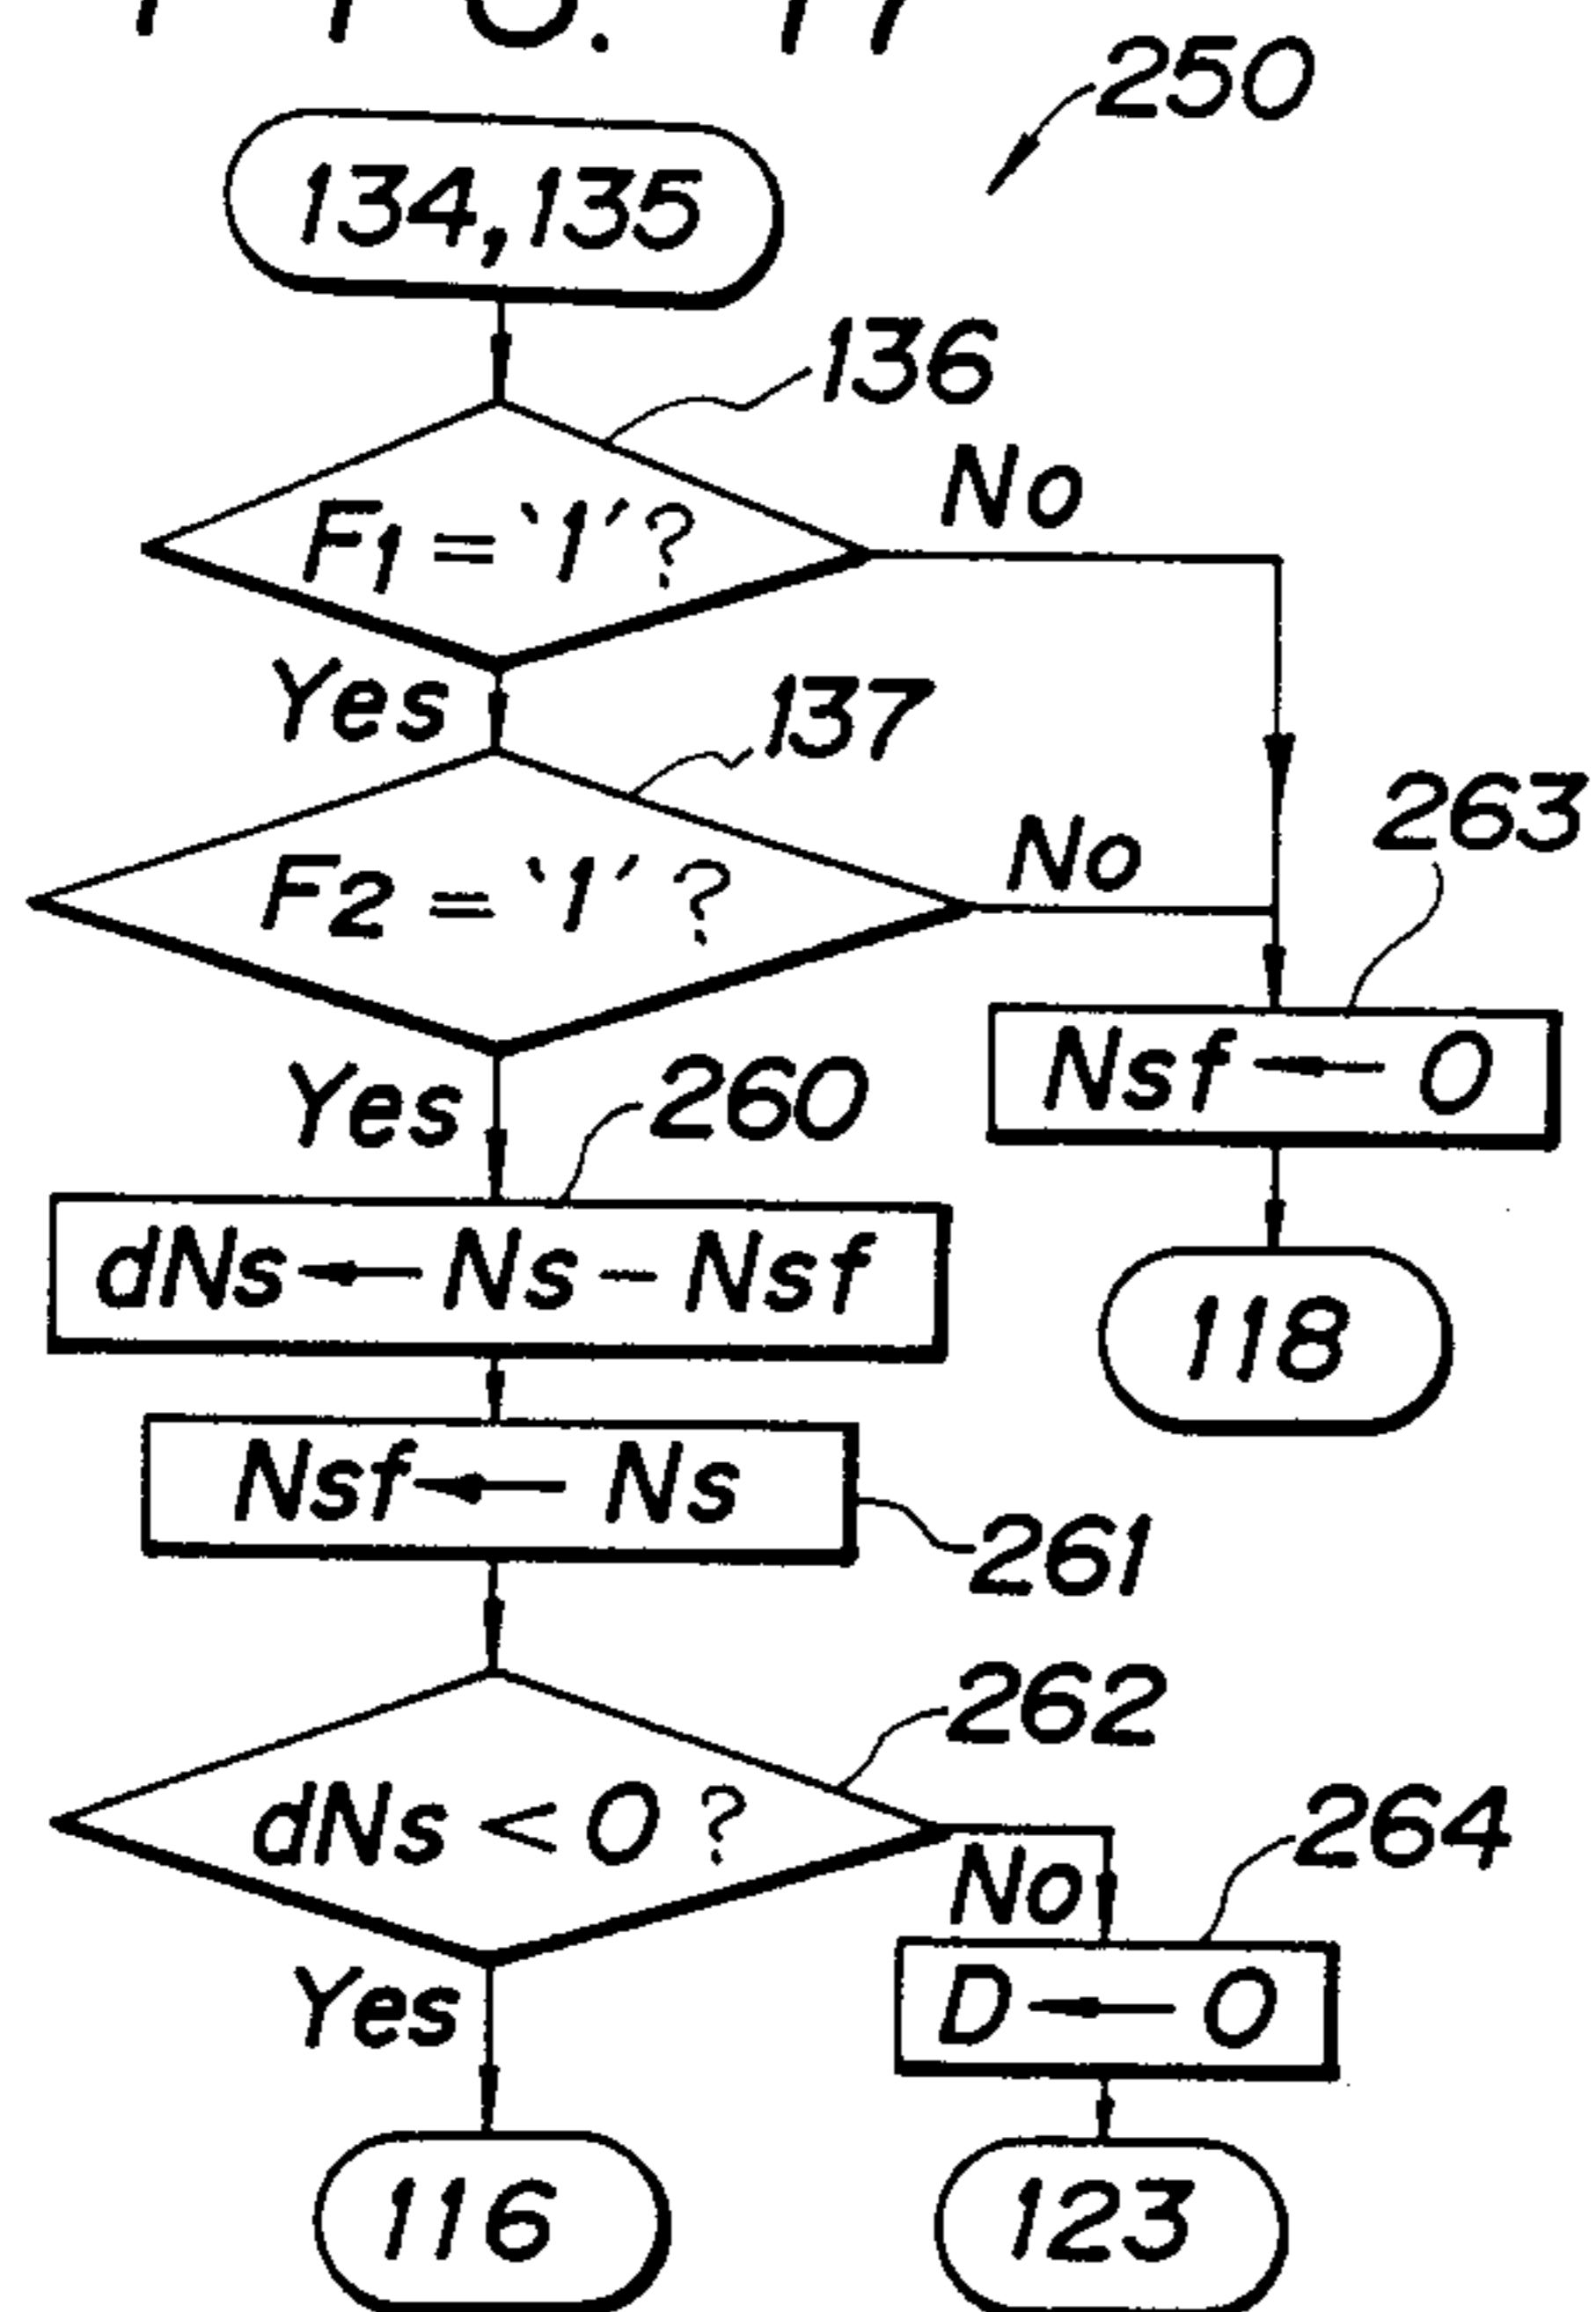 250
134,135
136
F1 = '1' ?
No
Yes
137
F2 = '1' ?
No
263
Nsf ← 0
Yes
260
dNs ← Ns - Nsf
118
Nsf ← Ns
261
262
dNs < 0 ?
No
264
D ← 0
Yes
116
123